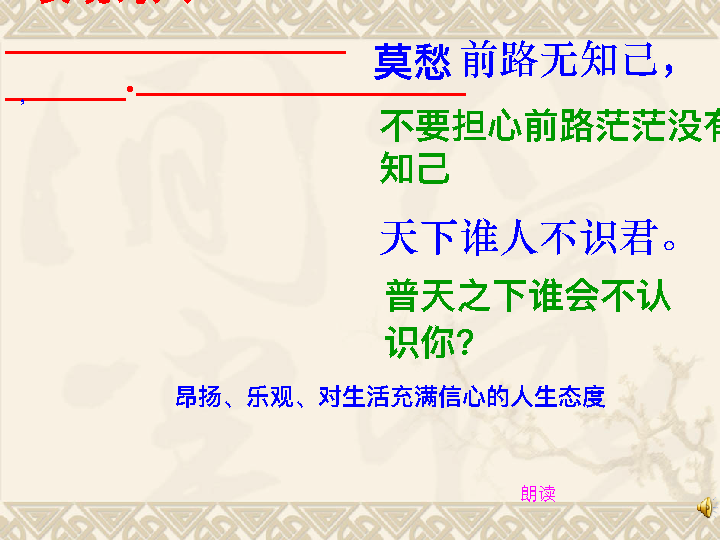 莫愁 前路无知己，
不要担心前路茫茫没有
知己
天下谁人不识君。
普天之下谁会不认
识你?
昂扬、乐观、对生活充满信心的人生态度
朗读